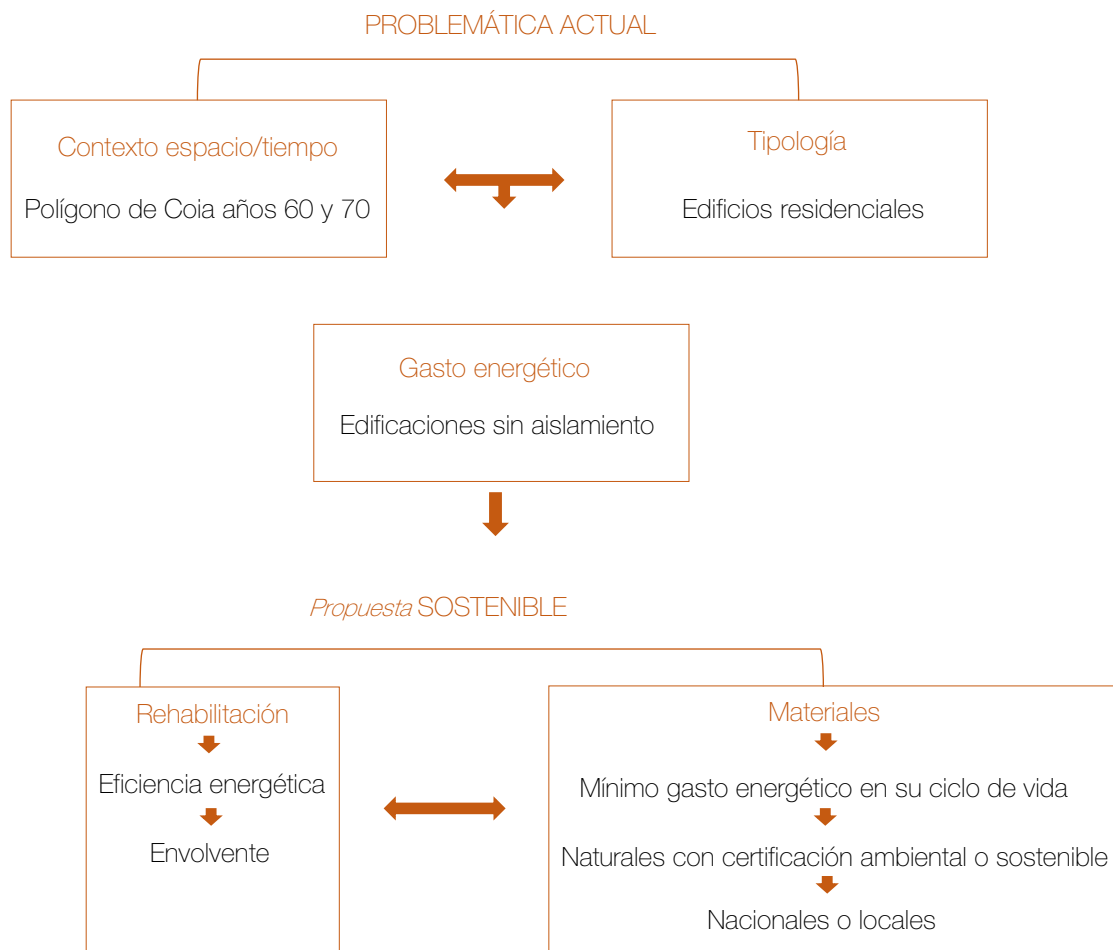 PROBLEMÁTICA ACTUAL
Contexto espacio/tiempo
Polígono de Coia años 60 y 70
Tipología
Edificios residenciales
Gasto energético
Edificaciones sin aislamiento
Propuesta SOSTENIBLE
Rehabilitación
Eficiencia energética
Envolvente
Materiales
Mínimo gasto energético en su ciclo de vida
Naturales con certificación ambiental o sostenible
Nacionales o locales